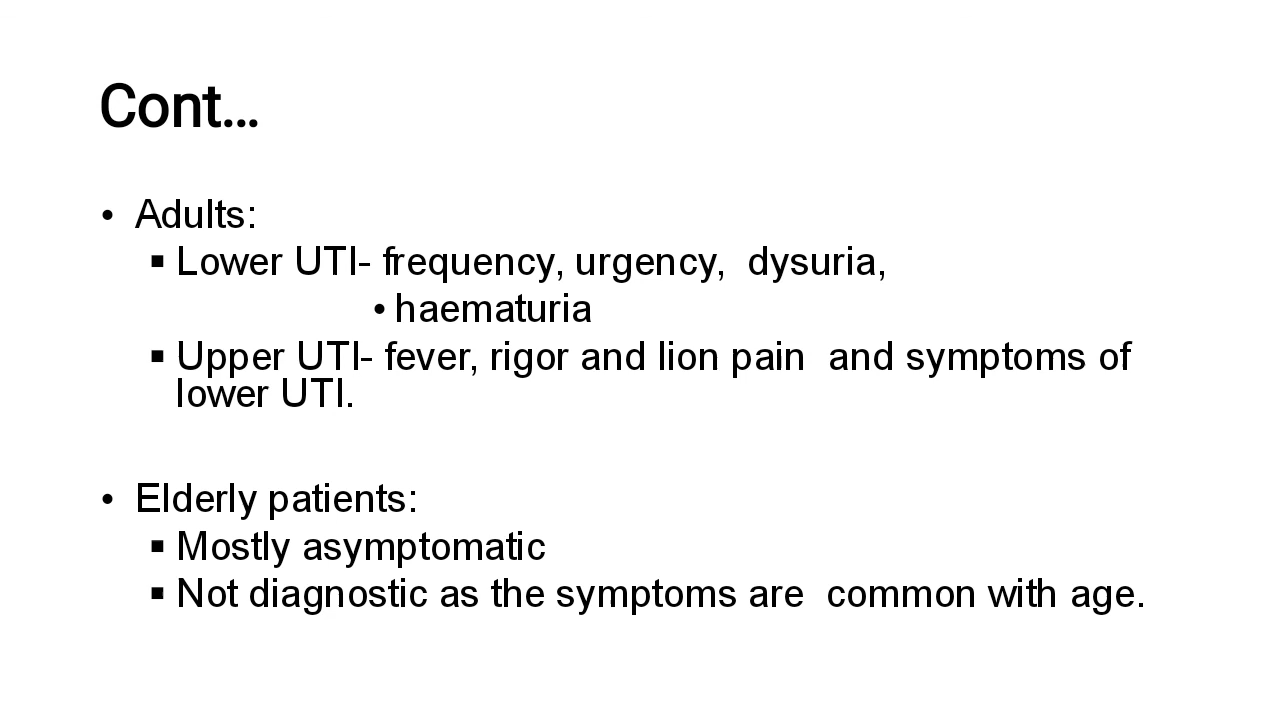 Cont...
• Adults:
▪ Lower UTI- frequency, urgency,  dysuria,
• haematuria
▪ Upper UTI- fever, rigor and lion pain  and symptoms of
lower UTI.
• Elderly patients:
▪ Mostly asymptomatic
▪ Not diagnostic as the symptoms are  common with age.